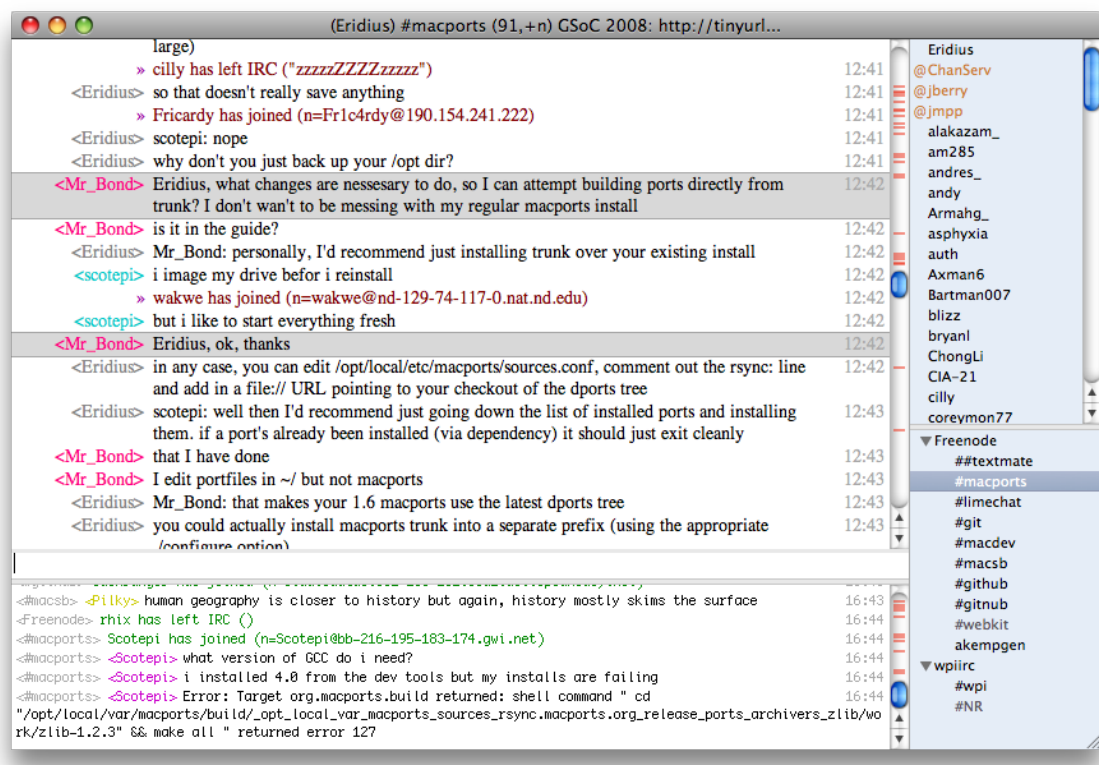 (Eridius) #macports (91,+n) GSoC 2008: http://tinyurl...
large)
» cilly has left IRC ("zzzzzZZZZzzzzz") 12:41
<Eridius> so that doesn't really save anything 12:41
» Fricardy has joined (n=Fr1c4rdy@190.154.241.222) 12:41
<Eridius> scotepi: nope 12:41
<Eridius> why don't you just back up your /opt dir? 12:41
<Mr_Bond> Eridius, what changes are nessesary to do, so I can attempt building ports directly from 12:42
trunk? I don't wan't to be messing with my regular macports install
<Mr_Bond> is it in the guide? 12:42
<Eridius> Mr_Bond: personally, I'd recommend just installing trunk over your existing install 12:42
<scotepi> i image my drive befor i reinstall 12:42
» wakwe has joined (n=wakwe@nd-129-74-117-0.nat.nd.edu) 12:42
<scotepi> but i like to start everything fresh 12:42
<Mr_Bond> Eridius, ok, thanks 12:42
<Eridius> in any case, you can edit /opt/local/etc/macports/sources.conf, comment out the rsync: line 12:42
and add in a file:// URL pointing to your checkout of the dports tree
<Eridius> scotepi: well then I'd recommend just going down the list of installed ports and installing 12:43
them. if a port's already been installed (via dependency) it should just exit cleanly
<Mr_Bond> that I have done 12:43
<Mr_Bond> I edit portfiles in ~/ but not macports 12:43
<Eridius> Mr_Bond: that makes your 1.6 macports use the latest dports tree 12:43
<Eridius> you could actually install macports trunk into a separate prefix (using the appropriate 12:43
./configure option)
<#macsb> <Pilky> human geography is closer to history but again, history mostly skims the surface 16:43
<Freenode> rhix has left IRC () 16:44
<#macports> Scotepi has joined (n=Scotepi@bb-216-195-183-174.gwi.net) 16:44
<#macports> <Scotepi> what version of GCC do i need? 16:44
<#macports> <Scotepi> i installed 4.0 from the dev tools but my installs are failing 16:44
<#macports> <Scotepi> Error: Target org.macports.build returned: shell command " cd 16:44
"/opt/local/var/macports/build/_opt_local_var_macports_sources_rsync.macports.org_release_ports_archivers_zlib/wo
rk/zlib-1.2.3" && make all " returned error 127
Eridius
@ChanServ
@jberry
@jmpp
alakazam_
am285
andres_
andy
Armahg_
asphyxia
auth
Axman6
Bartman007
blizz
bryanl
ChongLi
CIA-21
cilly
coreymon77
Freenode
##textmate
#macports
#limechat
#git
#macdev
#macsb
#github
#gitnub
#webkit
akempgen
wpiirc
#wpi
#NR